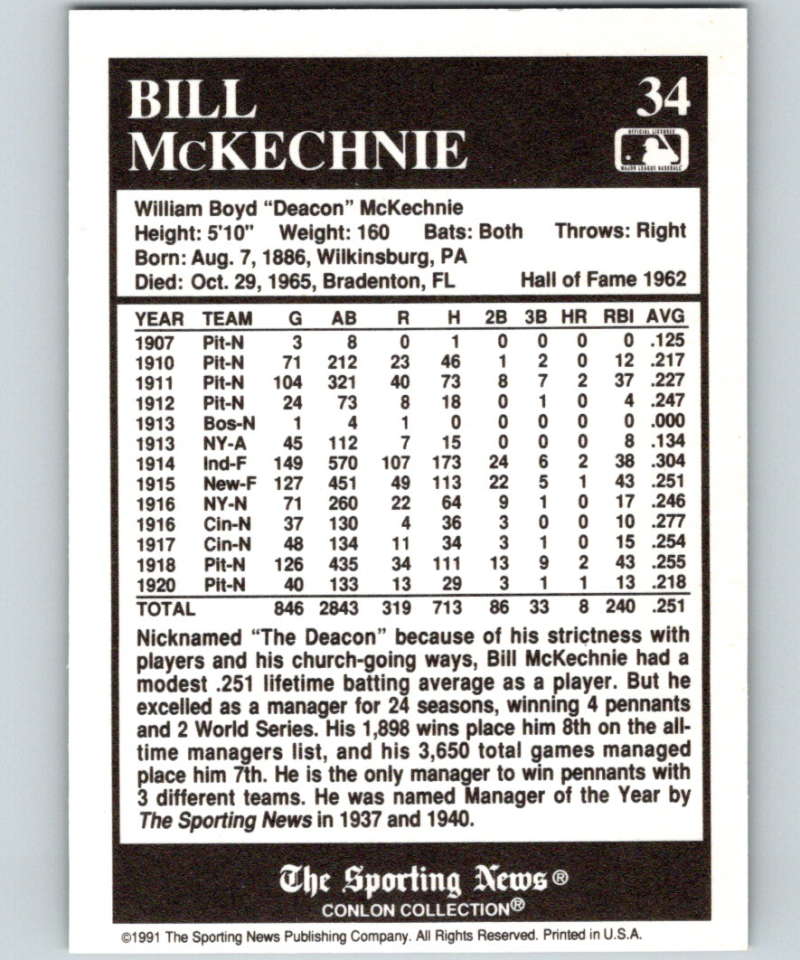 BILL
McKECHNIE
34
OFFICIAL LICENSEE
MAJOR LEAGUE BASEBALL
William Boyd "Deacon" McKechnie
Height: 5'10" Weight: 160 Bats: Both Throws: Right
Born: Aug. 7, 1886, Wilkinsburg, PA
Died: Oct. 29, 1965, Bradenton, FL Hall of Fame 1962
YEAR TEAM G AB R H 2B 3B HR RBI AVG
1907 Pit-N 3 8 0 1 0 0 0 0 .125
1910 Pit-N 71 212 23 46 1 2 0 12 .217
1911 Pit-N 104 321 40 73 8 7 2 37 .227
1912 Pit-N 24 73 8 18 0 1 0 4 .247
1913 Bos-N 1 4 1 0 0 0 0 0 .000
1913 NY-A 45 112 7 15 0 0 0 8 .134
1914 Ind-F 149 570 107 173 24 6 2 38 .304
1915 New-F 127 451 49 113 22 5 1 43 .251
1916 NY-N 71 260 22 64 9 1 0 17 .246
1916 Cin-N 37 130 4 36 3 0 0 10 .277
1917 Cin-N 48 134 11 34 3 1 0 15 .254
1918 Pit-N 126 435 34 111 13 9 2 43 .255
1920 Pit-N 40 133 13 29 3 1 1 13 .218
TOTAL 846 2843 319 713 86 33 8 240 .251
Nicknamed "The Deacon" because of his strictness with
players and his church-going ways, Bill McKechnie had a
modest .251 lifetime batting average as a player. But he
excelled as a manager for 24 seasons, winning 4 pennants
and 2 World Series. His 1,898 wins place him 8th on the all-
time managers list, and his 3,650 total games managed
place him 7th. He is the only manager to win pennants with
3 different teams. He was named Manager of the Year by
The Sporting News in 1937 and 1940.
The Sporting News®
CONLON COLLECTION®
©1991 The Sporting News Publishing Company. All Rights Reserved. Printed in U.S.A.